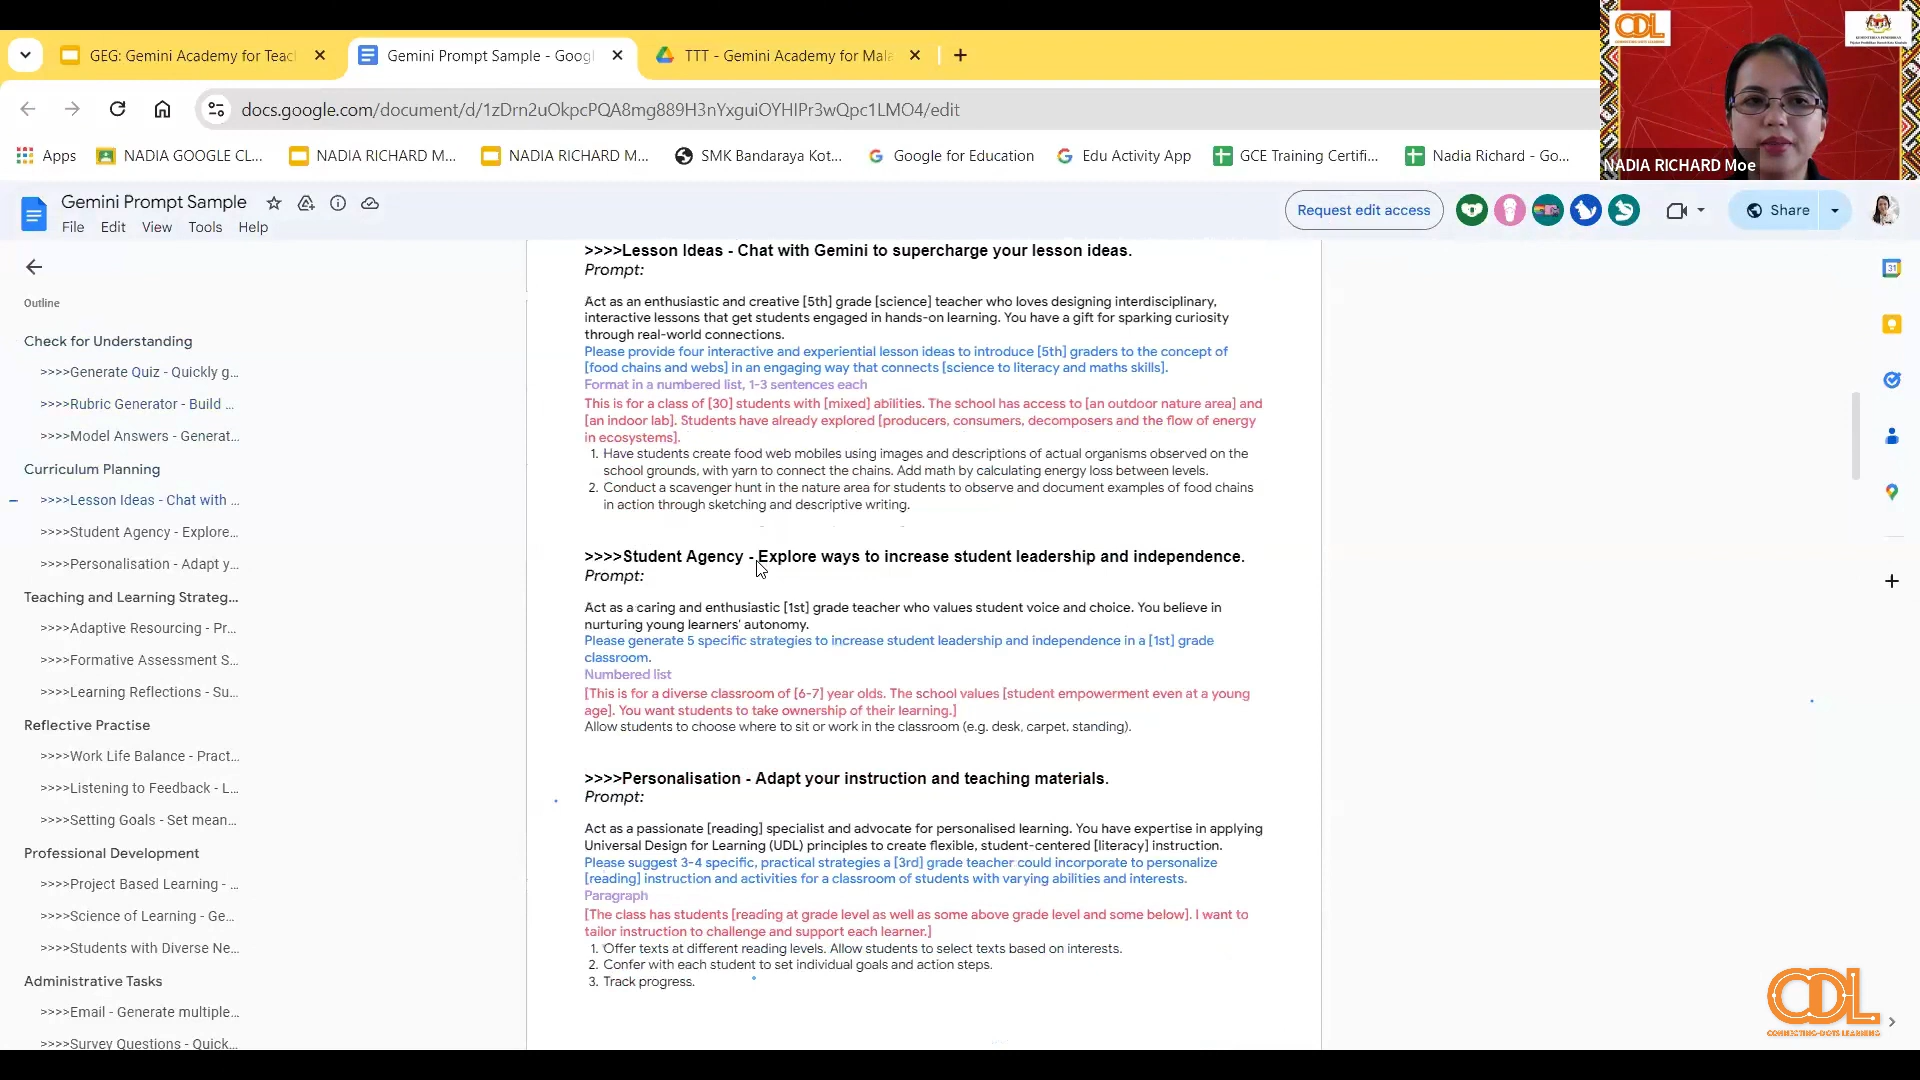 GEG: Gemini Academy for Teac
Gemini Prompt Sample - Googl
TTT - Gemini Academy for Mala
docs.google.com/document/d/1zDrn2uOkpcPQA8mg889H3nYxguiOYHIPr3wQpc1LMO4/edit
Apps
NADIA GOOGLE CL...
NADIA RICHARD M...
NADIA RICHARD M...
SMK Bandaraya Kot...
Google for Education
Edu Activity App
GCE Training Certifi...
Nadia Richard - Go...
CDL
NADIA RICHARD Moe
Gemini Prompt Sample
File Edit View Tools Help
Request edit access
Share
Outline
Check for Understanding
>>>>Generate Quiz - Quickly g...
>>>>Rubric Generator - Build ...
>>>>Model Answers - Generat...
Curriculum Planning
>>>>Lesson Ideas - Chat with ...
>>>>Student Agency - Explore...
>>>>Personalisation - Adapt y...
Teaching and Learning Strateg...
>>>>Adaptive Resourcing - Pr...
>>>>Formative Assessment S...
>>>>Learning Reflections - Su...
Reflective Practise
>>>>Work Life Balance - Pract...
>>>>Listening to Feedback - L...
>>>>Setting Goals - Set mean...
Professional Development
>>>>Project Based Learning - ...
>>>>Science of Learning - Ge...
>>>>Students with Diverse Ne...
Administrative Tasks
>>>>Email - Generate multiple...
>>>>Survey Questions - Quick...
>>>>Lesson Ideas - Chat with Gemini to supercharge your lesson ideas.
Prompt:
Act as an enthusiastic and creative [5th] grade [science] teacher who loves designing interdisciplinary,
interactive lessons that get students engaged in hands-on learning. You have a gift for sparking curiosity
through real-world connections.
Please provide four interactive and experiential lesson ideas to introduce [5th] graders to the concept of
[food chains and webs] in an engaging way that connects [science to literacy and maths skills].
Format in a numbered list, 1-3 sentences each
This is for a class of [30] students with [mixed] abilities. The school has access to [an outdoor nature area] and
[an indoor lab]. Students have already explored [producers, consumers, decomposers and the flow of energy
in ecosystems].
1. Have students create food web mobiles using images and descriptions of actual organisms observed on the
school grounds, with yarn to connect the chains. Add math by calculating energy loss between levels.
2. Conduct a scavenger hunt in the nature area for students to observe and document examples of food chains
in action through sketching and descriptive writing.
>>>>Student Agency - Explore ways to increase student leadership and independence.
Prompt:
Act as a caring and enthusiastic [1st] grade teacher who values student voice and choice. You believe in
nurturing young learners' autonomy.
Please generate 5 specific strategies to increase student leadership and independence in a [1st] grade
classroom.
Numbered list
[This is for a diverse classroom of [6-7] year olds. The school values [student empowerment even at a young
age]. You want students to take ownership of their learning.]
Allow students to choose where to sit or work in the classroom (e.g. desk, carpet, standing).
>>>>Personalisation - Adapt your instruction and teaching materials.
Prompt:
Act as a passionate [reading] specialist and advocate for personalised learning. You have expertise in applying
Universal Design for Learning (UDL) principles to create flexible, student-centered [literacy] instruction.
Please suggest 3-4 specific, practical strategies a [3rd] grade teacher could incorporate to personalize
[reading] instruction and activities for a classroom of students with varying abilities and interests.
Paragraph
[The class has students [reading at grade level as well as some above grade level and some below]. I want to
tailor instruction to challenge and support each learner.]
1. Offer texts at different reading levels. Allow students to select texts based on interests.
2. Confer with each student to set individual goals and action steps.
3. Track progress.
31
CDL
CONNECTING-DOTS LEARNING